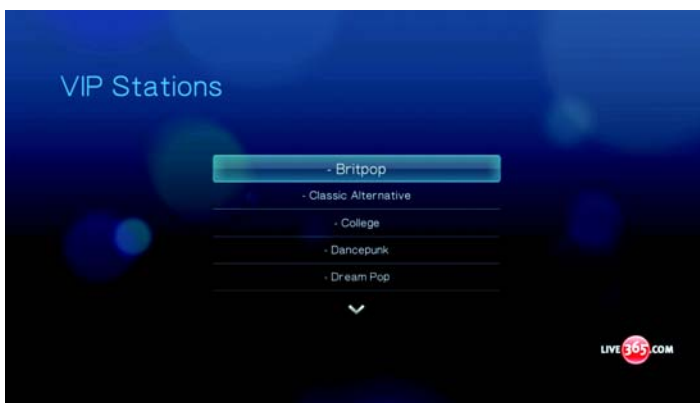 VIP Stations
- Britpop
- Classic Alternative
- College
- Dancepunk
- Dream Pop
LIVE365.COM